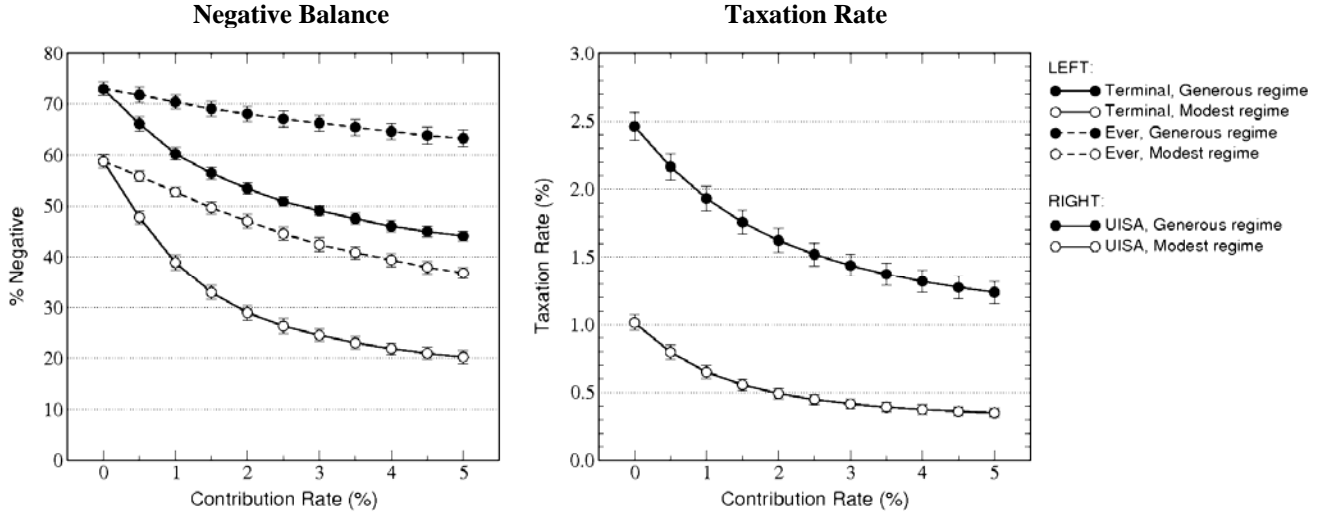 Negative Balance
80
70
60
50
40
30
20
10
0
% Negative
0 1 2 3 4 5
Contribution Rate (%)
Taxation Rate
3.0
2.5
2.0
1.5
1.0
0.5
0.0
Taxation Rate (%)
0 1 2 3 4 5
Contribution Rate (%)
LEFT:
Terminal, Generous regime
Terminal, Modest regime
Ever, Generous regime
Ever, Modest regime
RIGHT:
UISA, Generous regime
UISA, Modest regime